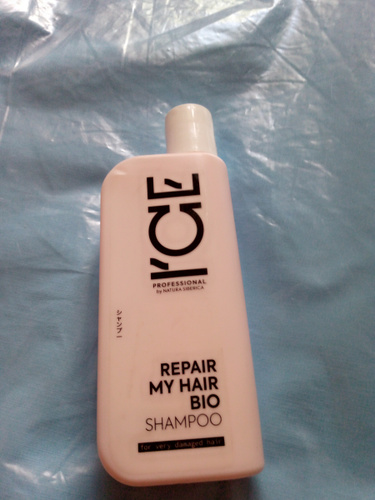 I'CE
PROFESSIONAL
by NATURA SIBERICA
シャンプー
REPAIR
MY HAIR
BIO
SHAMPOO
for very damaged hair